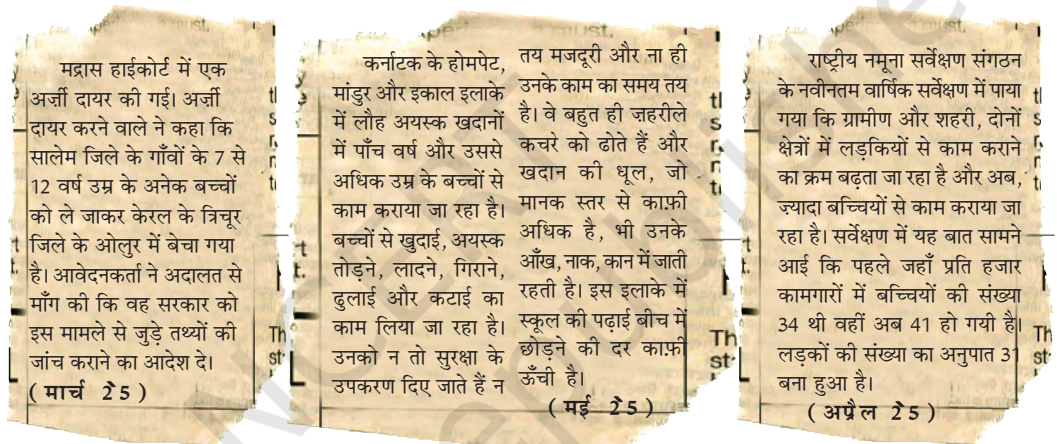 मद्रास हाईकोर्ट में एक
अर्जी दायर की गई। अर्जी
दायर करने वाले ने कहा कि
सालेम जिले के गाँवों के 7 से
12 वर्ष उम्र के अनेक बच्चों
को ले जाकर केरल के त्रिचूर
जिले के ओलुर में बेचा गया
है। आवेदनकर्ता ने अदालत से
माँग की कि वह सरकार को
इस मामले से जुड़े तथ्यों की
जांच कराने का आदेश दे।
( मार्च 25 )
कर्नाटक के होमपेट,
मांडुर और इकाल इलाके
में लौह अयस्क खदानों
में पाँच वर्ष और उससे
अधिक उम्र के बच्चों से
काम कराया जा रहा है।
बच्चों से खुदाई, अयस्क
तोड़ने, लादने, गिराने,
ढुलाई और कटाई का
काम लिया जा रहा है।
उनको न तो सुरक्षा के
उपकरण दिए जाते हैं न
तय मजदूरी और ना ही
उनके काम का समय तय
है। वे बहुत ही ज़हरीले
कचरे को ढोते हैं और
खदान की धूल, जो
मानक स्तर से काफ़ी
अधिक है, भी उनके
आँख, नाक, कान में जाती
रहती है। इस इलाके में
स्कूल की पढ़ाई बीच में
छोड़ने की दर काफ़ी
ऊँची है।
( मई 25 )
राष्ट्रीय नमूना सर्वेक्षण संगठन
के नवीनतम वार्षिक सर्वेक्षण में पाया
गया कि ग्रामीण और शहरी, दोनों
क्षेत्रों में लड़कियों से काम कराने
का क्रम बढ़ता जा रहा है और अब,
ज्यादा बच्चियों से काम कराया जा
रहा है। सर्वेक्षण में यह बात सामने
आई कि पहले जहाँ प्रति हजार
कामगारों में बच्चियों की संख्या
34 थी वहीं अब 41 हो गयी है।
लड़कों की संख्या का अनुपात 31
बना हुआ है।
( अप्रैल 25 )